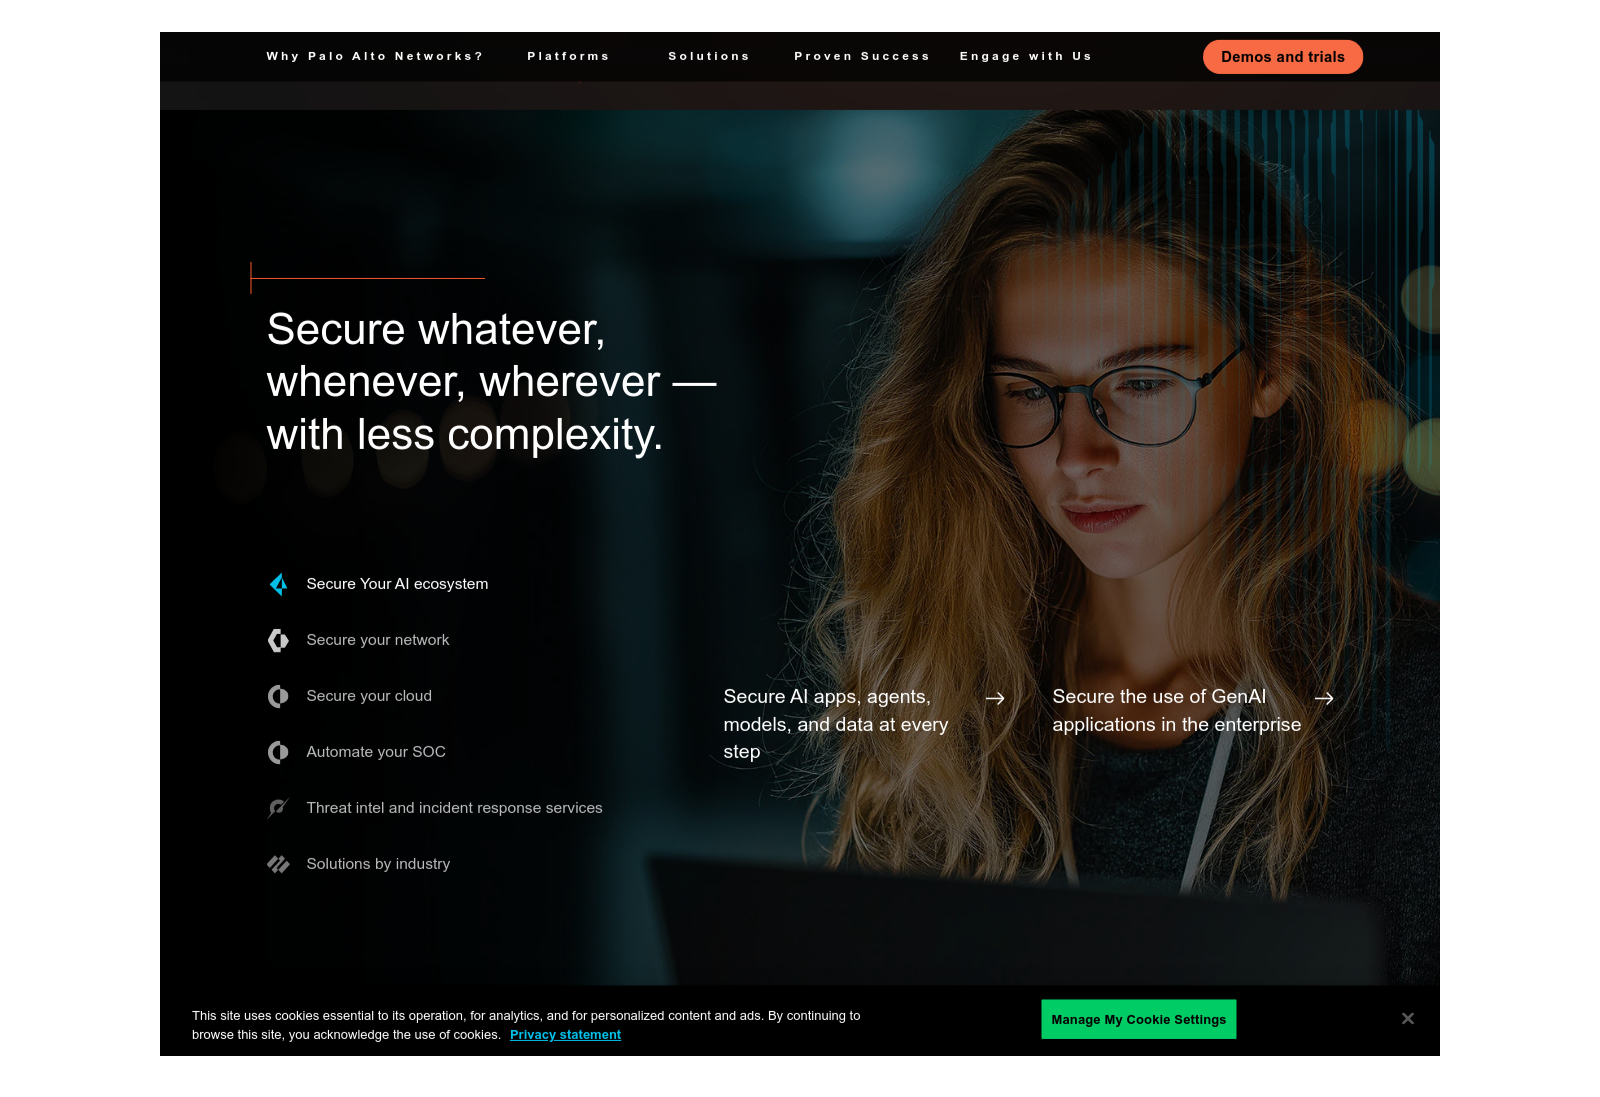 Why Palo Alto Networks? Platforms Solutions Proven Success Engage with Us Demos and trials
Secure whatever,
whenever, wherever —
with less complexity.
Secure Your AI ecosystem
Secure your network
Secure your cloud
Automate your SOC
Threat intel and incident response services
Solutions by industry
Secure AI apps, agents,
models, and data at every
step
Secure the use of GenAI
applications in the enterprise
This site uses cookies essential to its operation, for analytics, and for personalized content and ads. By continuing to
browse this site, you acknowledge the use of cookies. Privacy statement
Manage My Cookie Settings